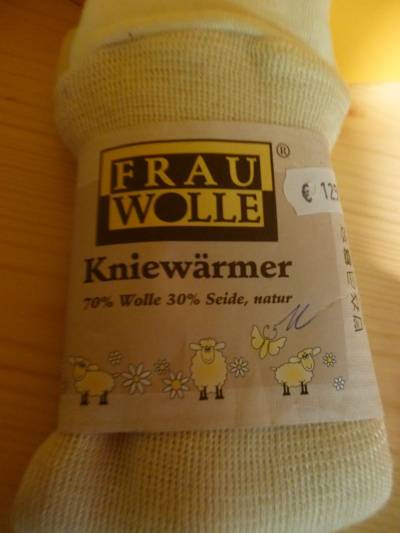 FRAU
WOLLE
®
€ 12
Kniewärmer
70% Wolle 30% Seide, natur
M